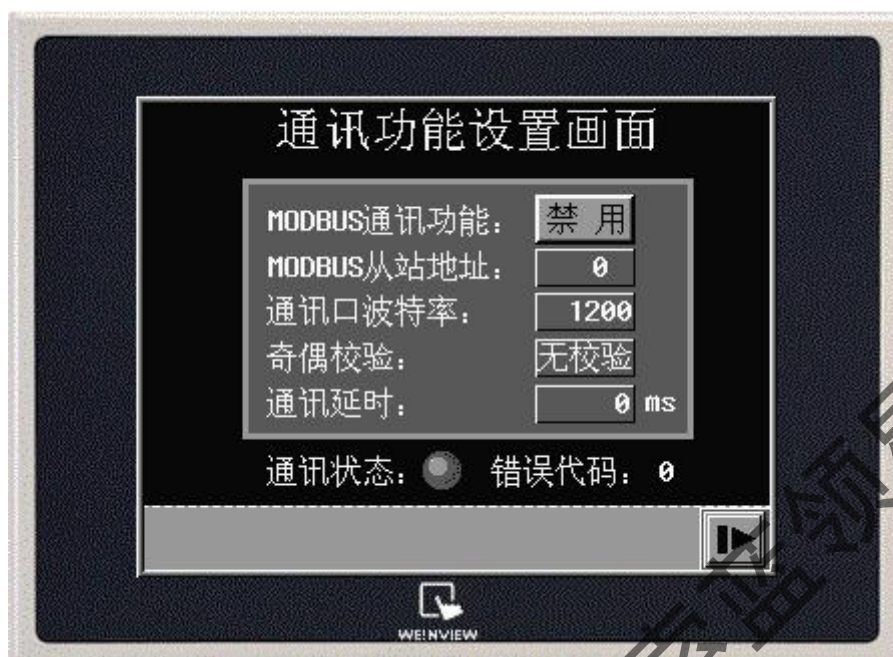 通讯功能设置画面
MODBUS通讯功能： 禁 用
MODBUS从站地址： 0
通讯口波特率： 1200
奇偶校验： 无校验
通讯延时： 0 ms
通讯状态： 错误代码： 0
WEINVIEW